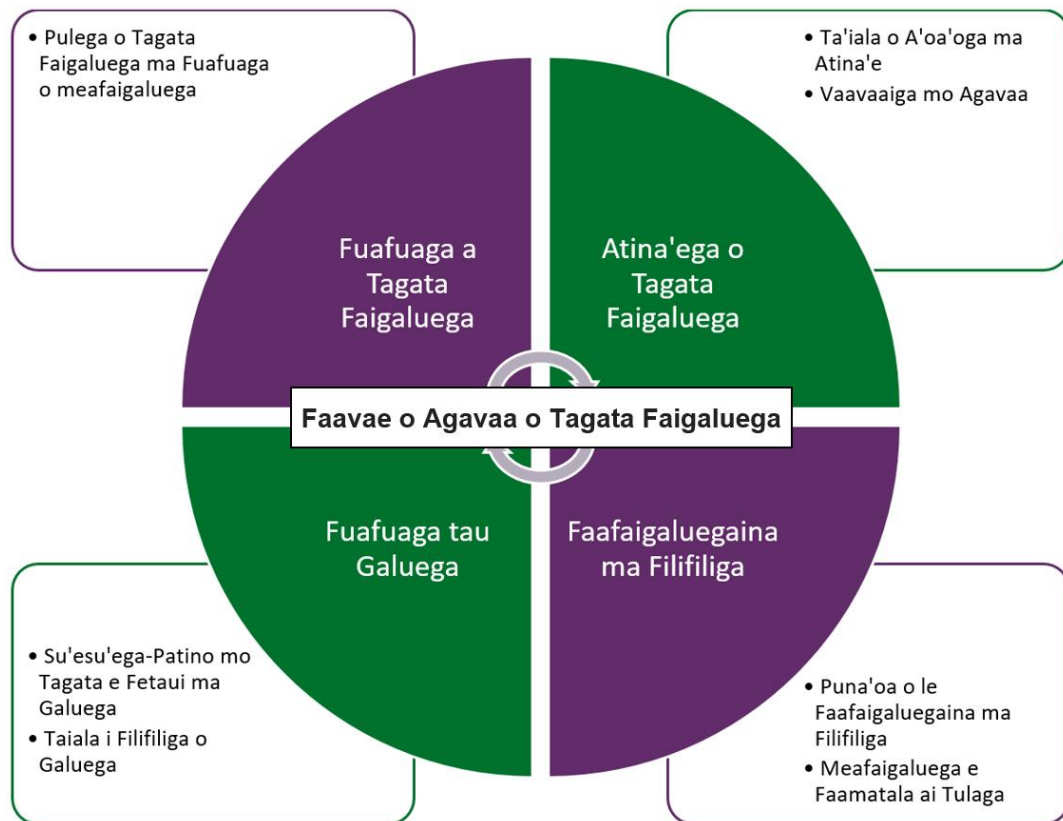 • Pulega o Tagata
Faigaluega ma Fuafuaga
o meafaigaluega
• Ta'iala o A'oa'oga ma
Atina'e
• Vaavaaiga mo Agavaa
Fuafuaga a
Tagata
Faigaluega
Atina'ega o
Tagata
Faigaluega
Faavae o Agavaa o Tagata Faigaluega
Fuafuaga tau
Galuega
Faafaigaluegaina
ma Filifiliga
• Su'esu'ega-Patino mo
Tagata e Fetaui ma
Galuega
• Taiala i Filifiliga o
Galuega
• Puna'oa o le
Faafaigaluegaina ma
Filifiliga
• Meafaigaluega e
Faamatala ai Tulaga